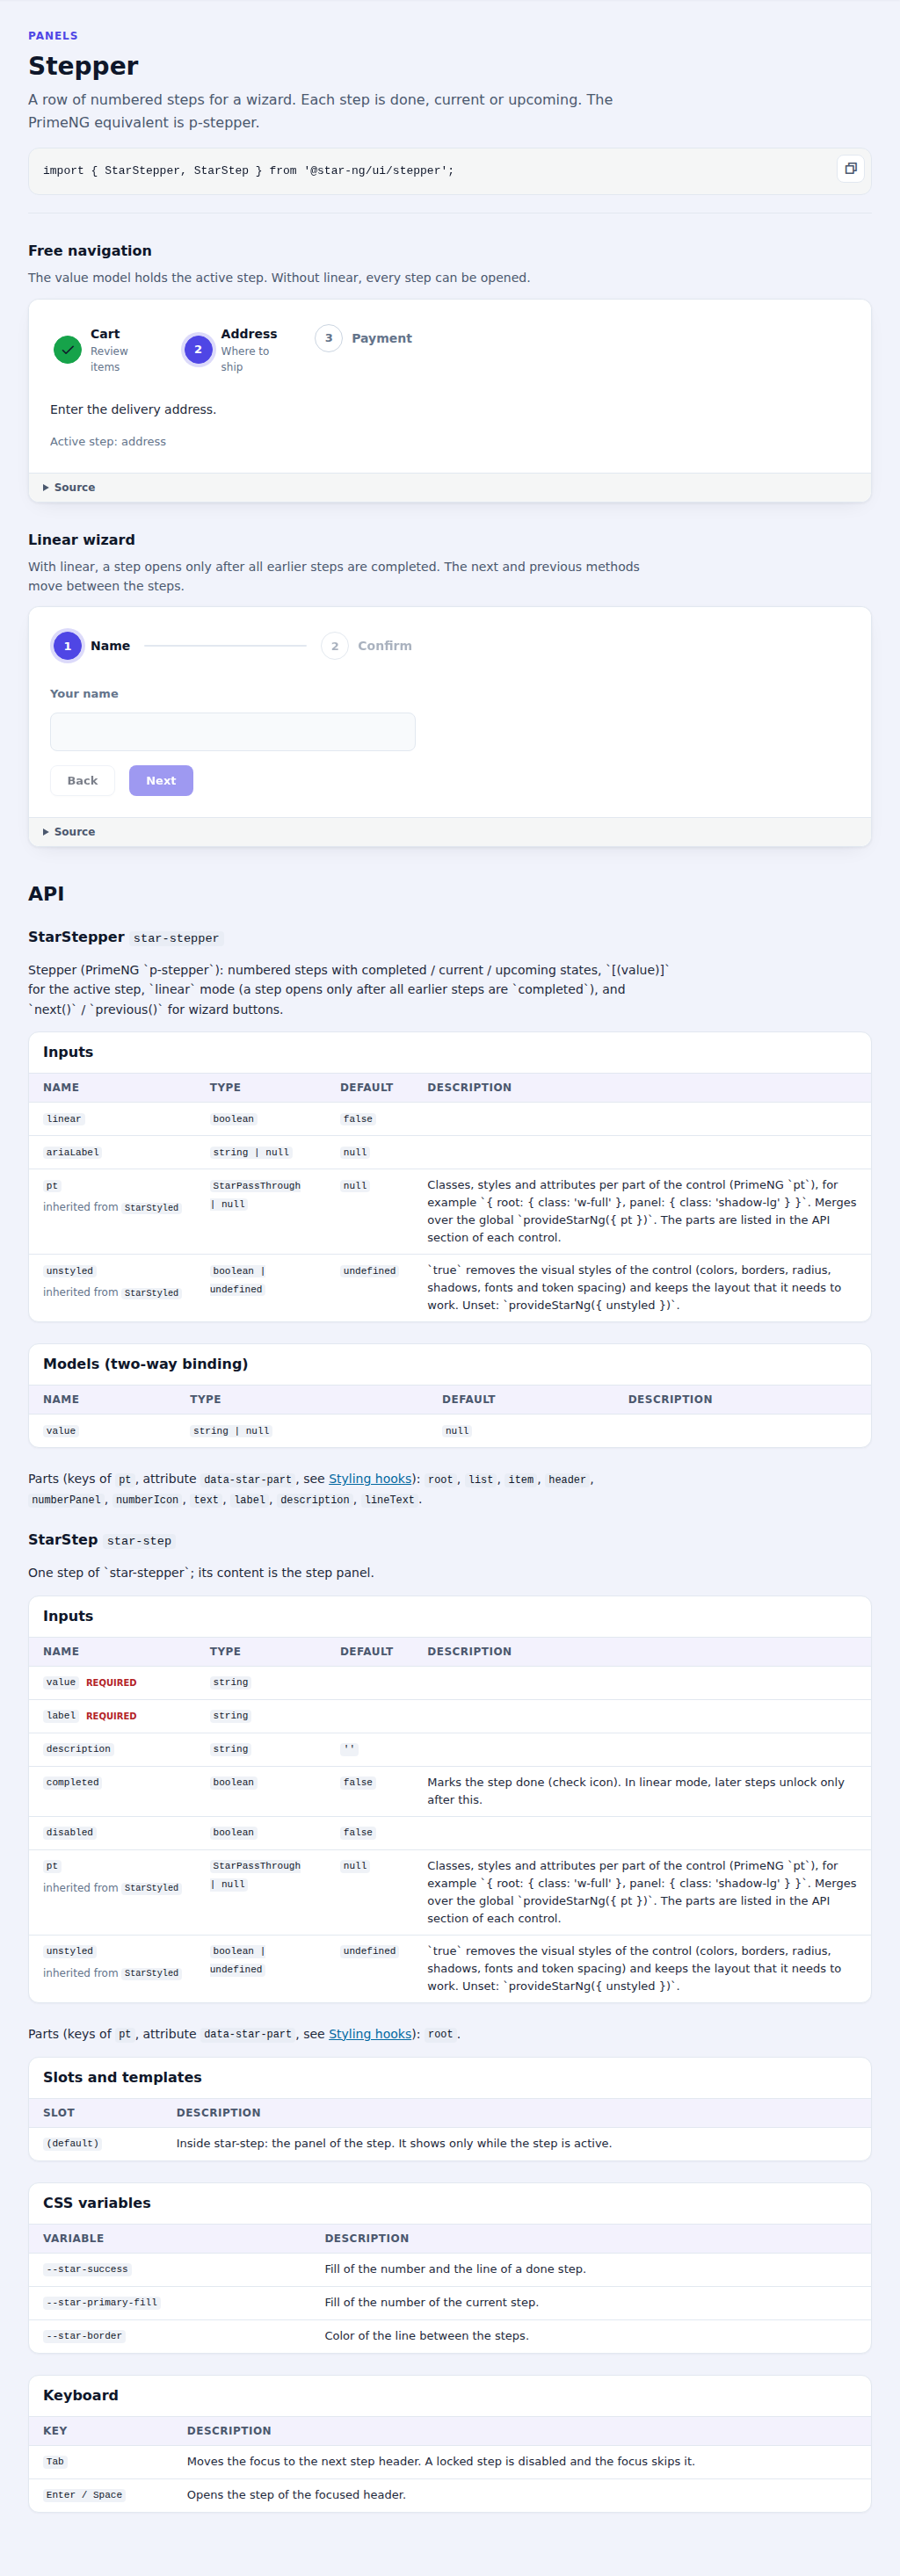 PANELS
Stepper
A row of numbered steps for a wizard. Each step is done, current or upcoming. The
PrimeNG equivalent is p-stepper.
import { StarStepper, StarStep } from '@star-ng/ui/stepper';
Free navigation
The value model holds the active step. Without linear, every step can be opened.
Cart
Review
items
2
Address
Where to
ship
3
Payment
Enter the delivery address.
Active step: address
Source
Linear wizard
With linear, a step opens only after all earlier steps are completed. The next and previous methods
move between the steps.
1 Name 2 Confirm
Your name
Back Next
Source
API
StarStepper star-stepper
Stepper (PrimeNG `p-stepper`): numbered steps with completed / current / upcoming states, `[(value)]`
for the active step, `linear` mode (a step opens only after all earlier steps are `completed`), and
`next()` / `previous()` for wizard buttons.
Inputs
NAME TYPE DEFAULT DESCRIPTION
linear boolean false
ariaLabel string | null null
pt
inherited from StarStyled
StarPassThrough
| null
null
Classes, styles and attributes per part of the control (PrimeNG `pt`), for
example `{ root: { class: 'w-full' }, panel: { class: 'shadow-lg' } }`. Merges
over the global `provideStarNg({ pt })`. The parts are listed in the API
section of each control.
unstyled
inherited from StarStyled
boolean |
undefined
undefined
`true` removes the visual styles of the control (colors, borders, radius,
shadows, fonts and token spacing) and keeps the layout that it needs to
work. Unset: `provideStarNg({ unstyled })`.
Models (two-way binding)
NAME TYPE DEFAULT DESCRIPTION
value string | null null
Parts (keys of pt, attribute data-star-part, see Styling hooks): root, list, item, header,
numberPanel, numberIcon, text, label, description, lineText.
StarStep star-step
One step of `star-stepper`; its content is the step panel.
Inputs
NAME TYPE DEFAULT DESCRIPTION
value REQUIRED string
label REQUIRED string
description string ''
completed boolean false
Marks the step done (check icon). In linear mode, later steps unlock only
after this.
disabled boolean false
pt
inherited from StarStyled
StarPassThrough
| null
null
Classes, styles and attributes per part of the control (PrimeNG `pt`), for
example `{ root: { class: 'w-full' }, panel: { class: 'shadow-lg' } }`. Merges
over the global `provideStarNg({ pt })`. The parts are listed in the API
section of each control.
unstyled
inherited from StarStyled
boolean |
undefined
undefined
`true` removes the visual styles of the control (colors, borders, radius,
shadows, fonts and token spacing) and keeps the layout that it needs to
work. Unset: `provideStarNg({ unstyled })`.
Parts (keys of pt, attribute data-star-part, see Styling hooks): root.
Slots and templates
SLOT DESCRIPTION
(default) Inside star-step: the panel of the step. It shows only while the step is active.
CSS variables
VARIABLE DESCRIPTION
--star-success Fill of the number and the line of a done step.
--star-primary-fill Fill of the number of the current step.
--star-border Color of the line between the steps.
Keyboard
KEY DESCRIPTION
Tab Moves the focus to the next step header. A locked step is disabled and the focus skips it.
Enter / Space Opens the step of the focused header.